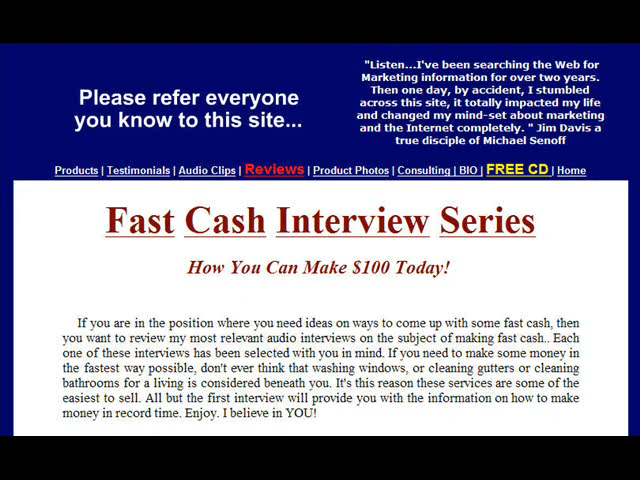 Please refer everyone
you know to this site...
"Listen...I've been searching the Web for
Marketing information for over two years.
Then one day, by accident, I stumbled
across this site, it totally impacted my life
and changed my mind-set about marketing
and the Internet completely. " Jim Davis a
true disciple of Michael Senoff
Products | Testimonials | Audio Clips | Reviews | Product Photos | Consulting | BIO | FREE CD | Home
Fast Cash Interview Series
How You Can Make $100 Today!
If you are in the position where you need ideas on ways to come up with some fast cash, then
you want to review my most relevant audio interviews on the subject of making fast cash.. Each
one of these interviews has been selected with you in mind. If you need to make some money in
the fastest way possible, don't ever think that washing windows, or cleaning gutters or cleaning
bathrooms for a living is considered beneath you. It's this reason these services are some of the
easiest to sell. All but the first interview will provide you with the information on how to make
money in record time. Enjoy. I believe in YOU!